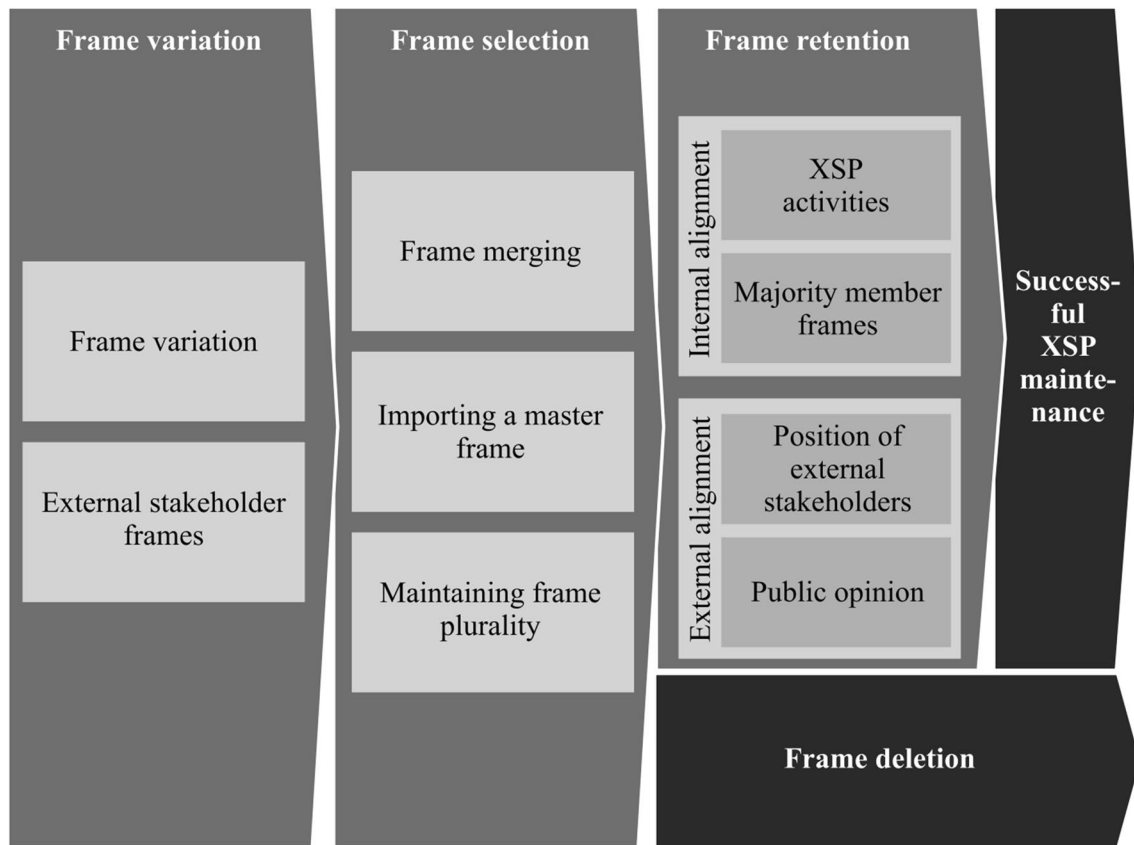 Frame variation
Frame variation
External stakeholder
frames
Frame selection
Frame merging
Importing a master
frame
Maintaining frame
plurality
Frame retention
Internal alignment
XSP
activities
Majority member
frames
External alignment
Position of
external
stakeholders
Public opinion
Success-
ful
XSP
mainte-
nance
Frame deletion